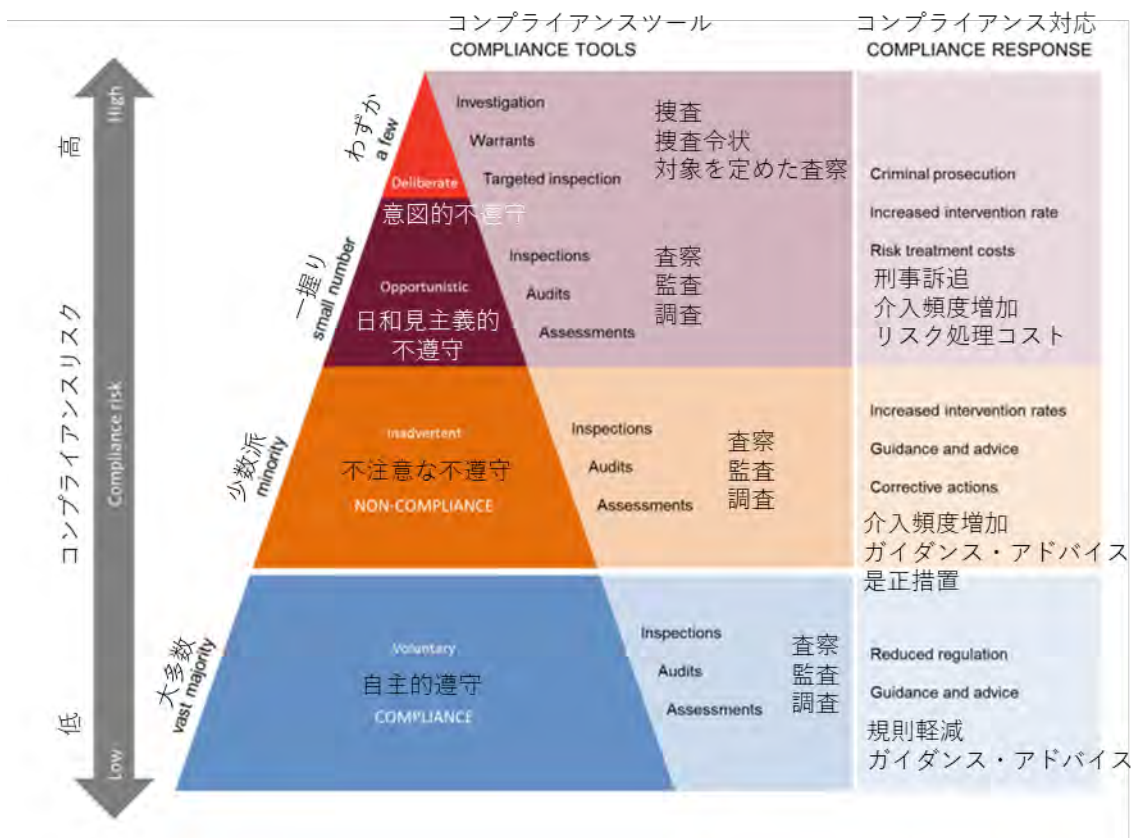 コンプライアンスツール
COMPLIANCE TOOLS
コンプライアンス対応
COMPLIANCE RESPONSE
高
High
コンプライアンスリスク
Compliance risk
低
Low
わずか
a few
Deliberate
意図的不遵守
Investigation
Warrants
Targeted inspection
捜査
捜査令状
対象を定めた査察
一握り
small number
Opportunistic
日和見主義的
不遵守
Inspections
Audits
Assessments
査察
監査
調査
Criminal prosecution
Increased intervention rate
Risk treatment costs
刑事訴追
介入頻度増加
リスク処理コスト
少数派
minority
Inadvertent
不注意な不遵守
NON-COMPLIANCE
Inspections
Audits
Assessments
査察
監査
調査
Increased intervention rates
Guidance and advice
Corrective actions
介入頻度増加
ガイダンス・アドバイス
是正措置
大多数
vast majority
Voluntary
自主的遵守
COMPLIANCE
Inspections
Audits
Assessments
査察
監査
調査
Reduced regulation
Guidance and advice
規則軽減
ガイダンス・アドバイス